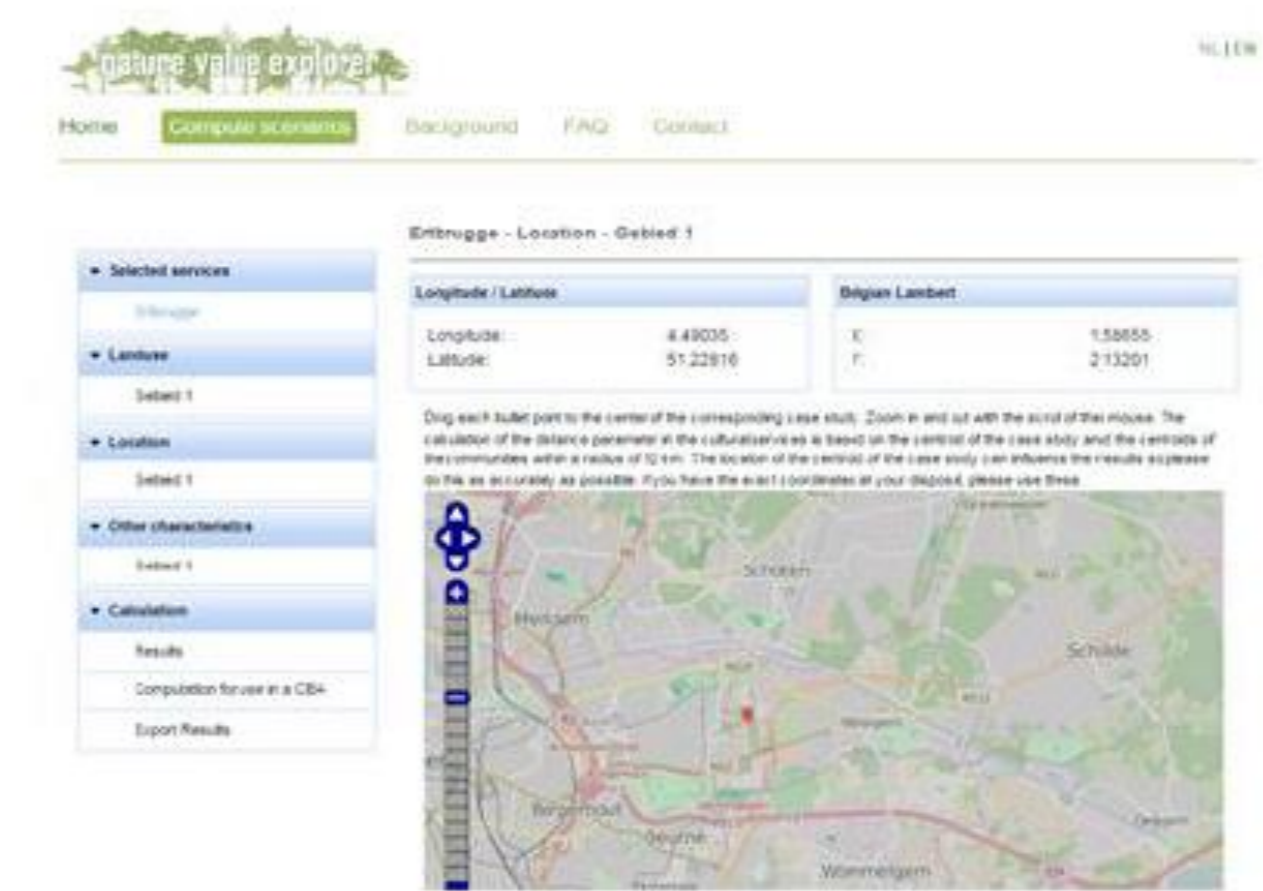 nature value explorer
NL | EN
Home Compute scenarios Background FAQ Contact
Ertbrugge - Location - Gebied 1
Selected services
Ertbrugge
Landuse
Gebied 1
Location
Gebied 1
Other characteristics
Gebied 1
Calculation
Results
Computation for use in a CBA
Export Results
Longitude / Latitude
Longitude: 4.49035
Latitude: 51.22816
Belgian Lambert
X: 158655
Y: 213201
Drag each bullet point to the center of the corresponding case study. Zoom in and out with the scroll of the mouse. The
calculation of the distance parameter in the cultural services is based on the centroid of the case study and the centroids of
the communities within a radius of 12 km. The location of the centroid of the case study can influence the results so please
do this as accurately as possible. If you have the exact coordinates at your disposal, please use these.
Schoten
Merksem
Schilde
Wijnegem
Borgerhout
Deurne
Wommelgem